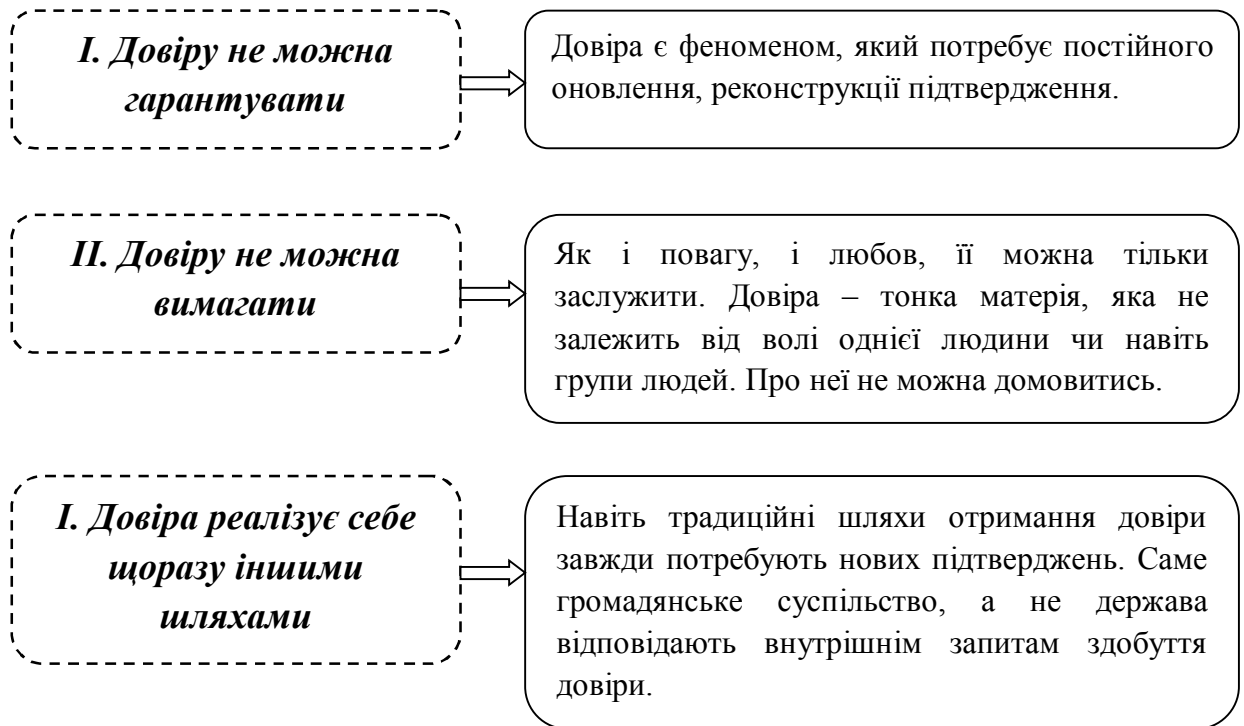 І. Довіру не можна
гарантувати
Довіра є феноменом, який потребує постійного
оновлення, реконструкції підтвердження.
ІІ. Довіру не можна
вимагати
Як і повагу, і любов, її можна тільки
заслужити. Довіра – тонка матерія, яка не
залежить від волі однієї людини чи навіть
групи людей. Про неї не можна домовитись.
І. Довіра реалізує себе
щоразу іншими
шляхами
Навіть традиційні шляхи отримання довіри
завжди потребують нових підтверджень. Саме
громадянське суспільство, а не держава
відповідають внутрішнім запитам здобуття
довіри.